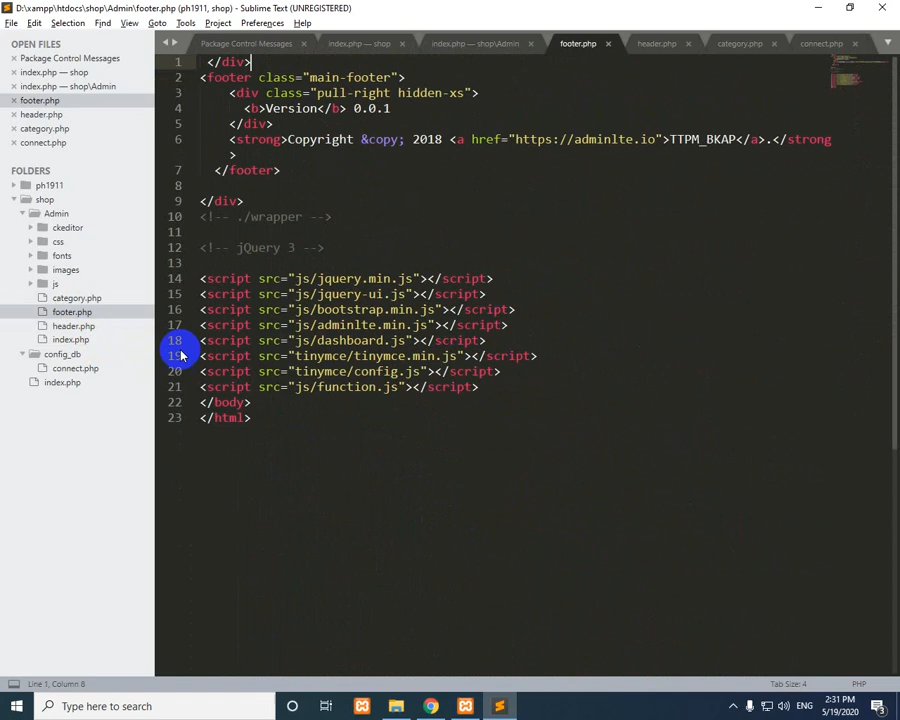 D:\xampp\htdocs\shop\Admin\footer.php (ph1911, shop) - Sublime Text (UNREGISTERED)
File Edit Selection Find View Goto Tools Project Preferences Help
OPEN FILES
Package Control Messages
index.php — shop
index.php — shop\Admin
footer.php
header.php
category.php
connect.php
FOLDERS
ph1911
shop
Admin
ckeditor
css
fonts
images
js
category.php
footer.php
header.php
index.php
config_db
connect.php
index.php
Package Control Messages index.php — shop index.php — shop\Admin footer.php header.php category.php connect.php
1 </div>
2 <footer class="main-footer">
3 <div class="pull-right hidden-xs">
4 <b>Version</b> 0.0.1
5 </div>
6 <strong>Copyright &copy; 2018 <a href="https://adminlte.io">TTPM_BKAP</a>.</strong
>
7 </footer>
8
9 </div>
10 <!-- ./wrapper -->
11
12 <!-- jQuery 3 -->
13
14 <script src="js/jquery.min.js"></script>
15 <script src="js/jquery-ui.js"></script>
16 <script src="js/bootstrap.min.js"></script>
17 <script src="js/adminlte.min.js"></script>
18 <script src="js/dashboard.js"></script>
19 <script src="tinymce/tinymce.min.js"></script>
20 <script src="tinymce/config.js"></script>
21 <script src="js/function.js"></script>
22 </body>
23 </html>
Line 1, Column 8 Tab Size: 4 PHP
Type here to search
ENG
2:31 PM
5/19/2020
3